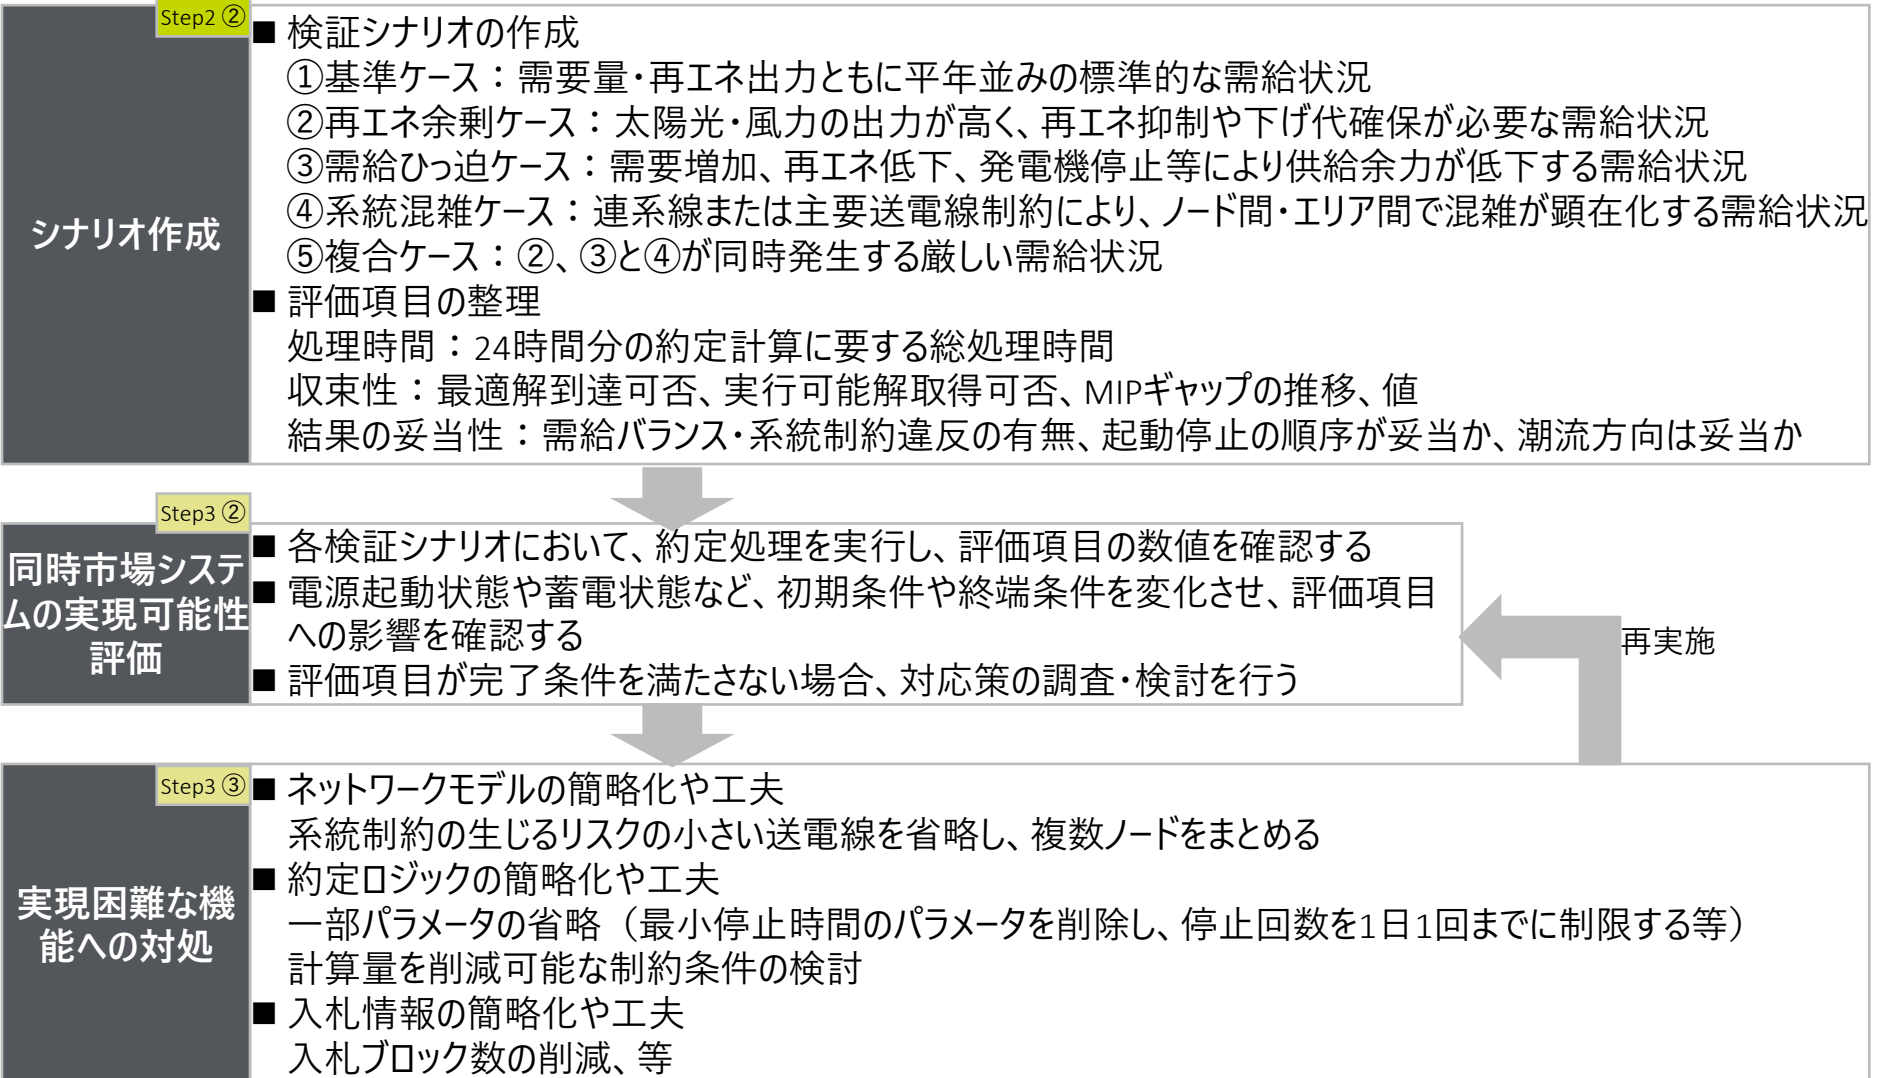 Step2 ②
シナリオ作成
■ 検証シナリオの作成
①基準ケース：需要量・再エネ出力ともに平年並みの標準的な需給状況
②再エネ余剰ケース：太陽光・風力の出力が高く、再エネ抑制や下げ代確保が必要な需給状況
③需給ひっ迫ケース：需要増加、再エネ低下、発電機停止等により供給余力が低下する需給状況
④系統混雑ケース：連系線または主要送電線制約により、ノード間・エリア間で混雑が顕在化する需給状況
⑤複合ケース：②、③と④が同時発生する厳しい需給状況
■ 評価項目の整理
処理時間：24時間分の約定計算に要する総処理時間
収束性：最適解到達可否、実行可能解取得可否、MIPギャップの推移、値
結果の妥当性：需給バランス・系統制約違反の有無、起動停止の順序が妥当か、潮流方向は妥当か
Step3 ②
同時市場システ
ムの実現可能性
評価
■ 各検証シナリオにおいて、約定処理を実行し、評価項目の数値を確認する
■ 電源起動状態や蓄電状態など、初期条件や終端条件を変化させ、評価項目
への影響を確認する
■ 評価項目が完了条件を満たさない場合、対応策の調査・検討を行う
再実施
Step3 ③
実現困難な機
能への対処
■ ネットワークモデルの簡略化や工夫
系統制約の生じるリスクの小さい送電線を省略し、複数ノードをまとめる
■ 約定ロジックの簡略化や工夫
一部パラメータの省略（最小停止時間のパラメータを削除し、停止回数を1日1回までに制限する等）
計算量を削減可能な制約条件の検討
■ 入札情報の簡略化や工夫
入札ブロック数の削減、等